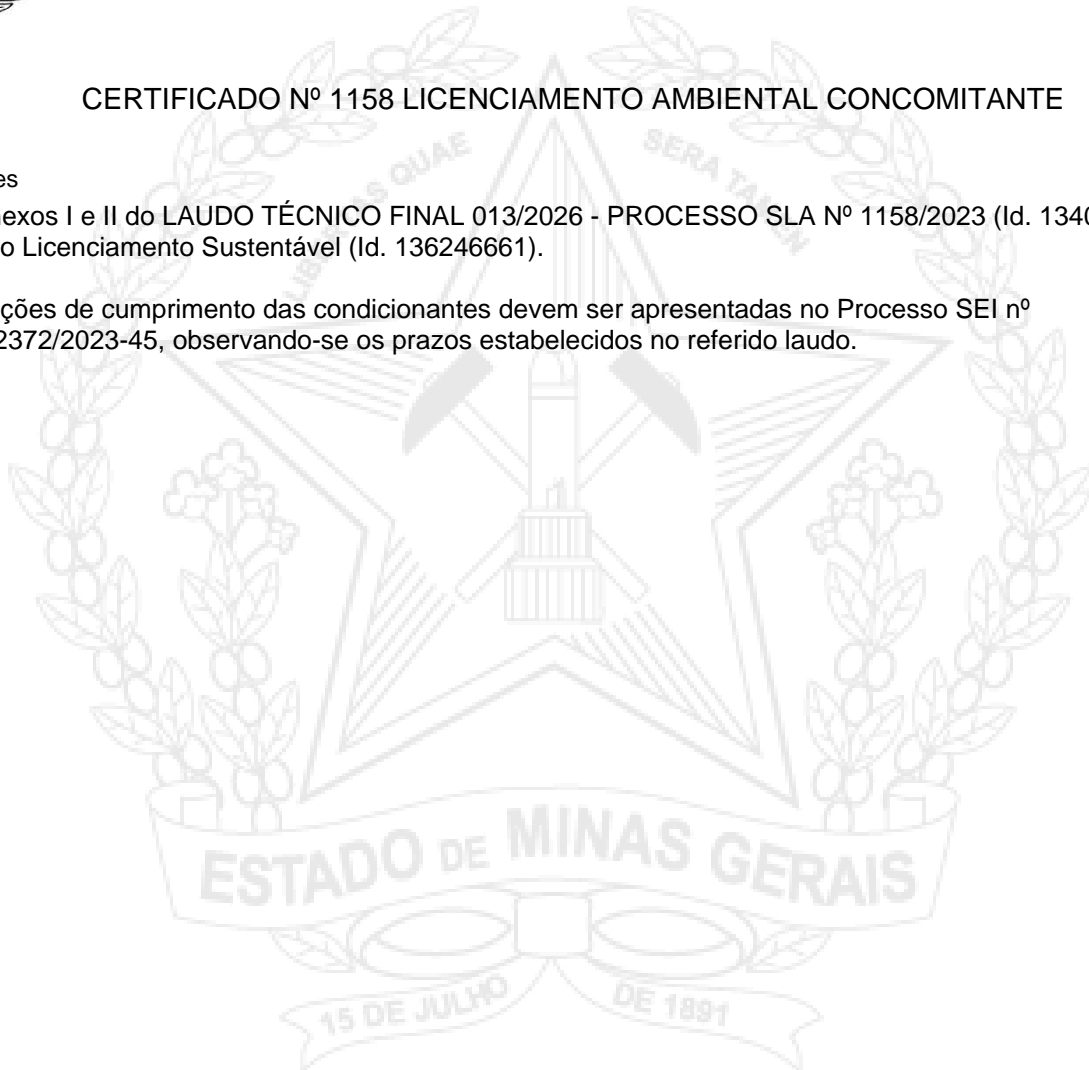 CERTIFICADO Nº 1158 LICENCIAMENTO AMBIENTAL CONCOMITANTE
LIBERTAS QUAE SERA TAMEN
es
nexos I e II do LAUDO TÉCNICO FINAL 013/2026 - PROCESSO SLA Nº 1158/2023 (Id. 1340
o Licenciamento Sustentável (Id. 136246661).
ções de cumprimento das condicionantes devem ser apresentadas no Processo SEI nº
2372/2023-45, observando-se os prazos estabelecidos no referido laudo.
ESTADO DE MINAS GERAIS
15 DE JULHO DE 1891